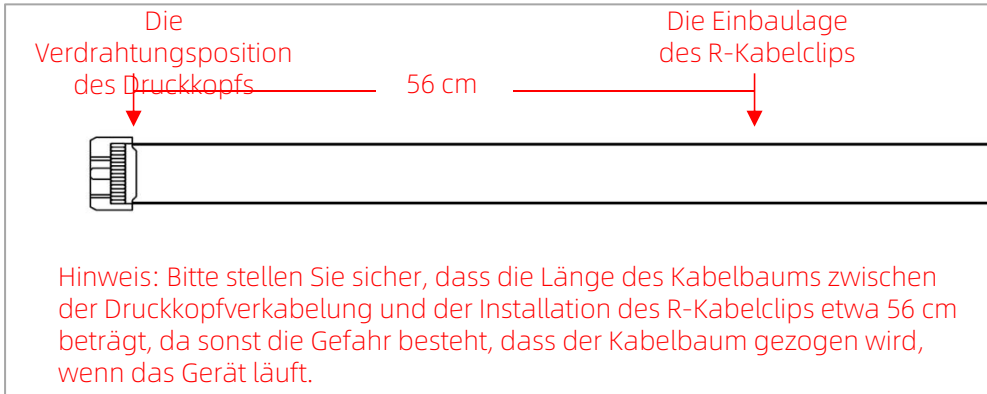 Die
Verdrahtungsposition
des Druckkopfs
56 cm
Die Einbaulage
des R-Kabelclips
Hinweis: Bitte stellen Sie sicher, dass die Länge des Kabelbaums zwischen
der Druckkopfverkabelung und der Installation des R-Kabelclips etwa 56 cm
beträgt, da sonst die Gefahr besteht, dass der Kabelbaum gezogen wird,
wenn das Gerät läuft.